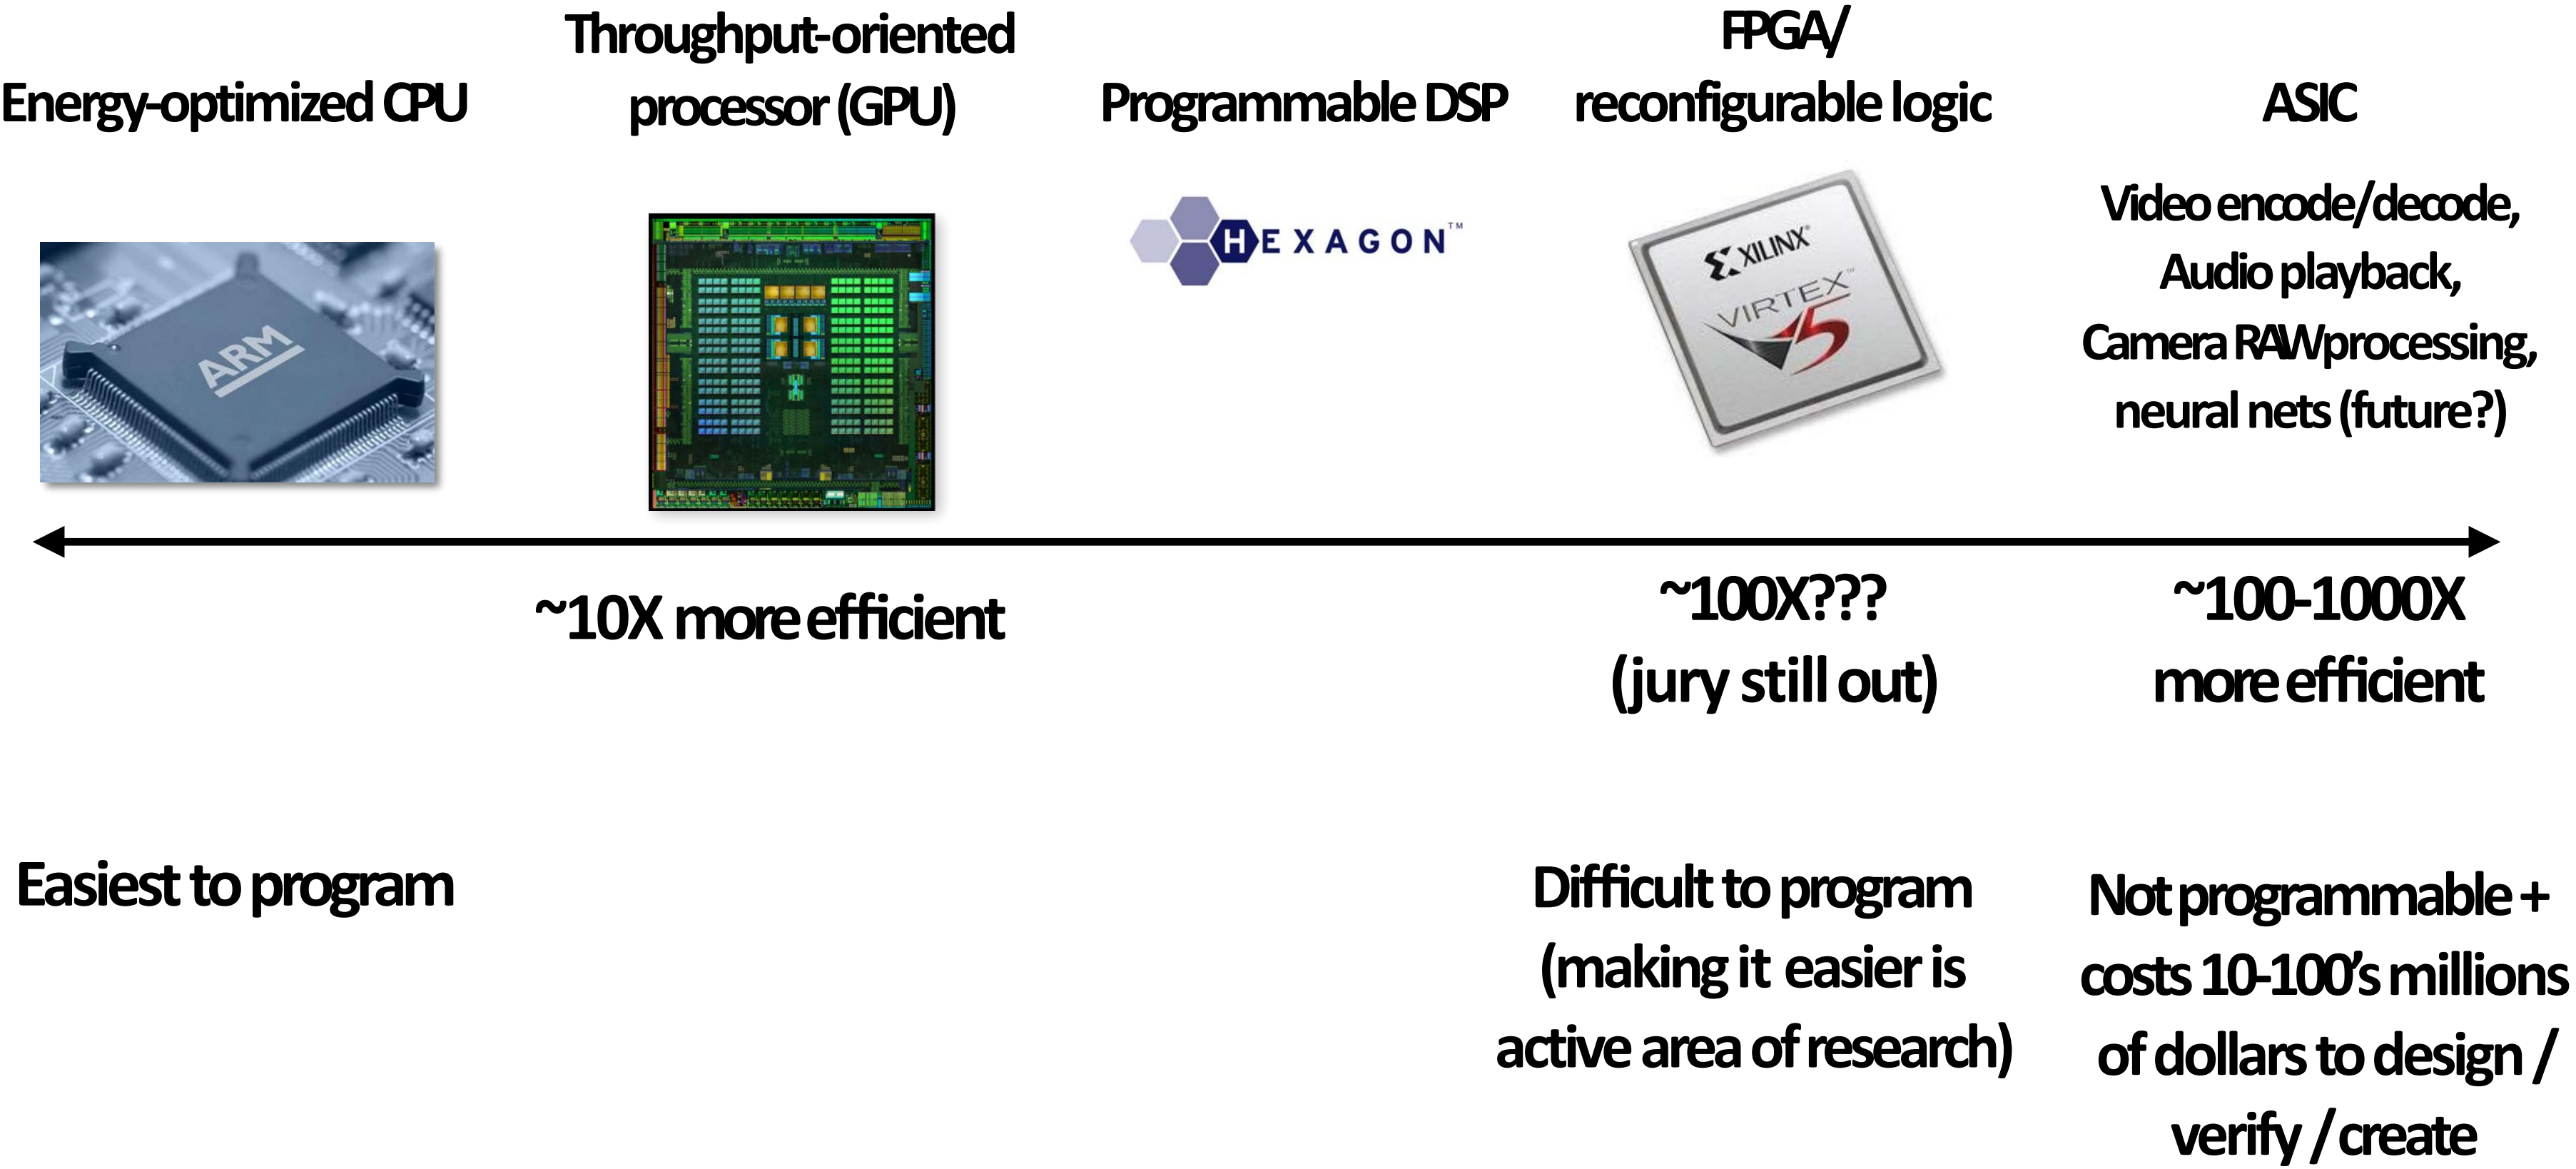 Energy-optimized CPU
Throughput-oriented
processor (GPU)
Programmable DSP
FPGA/
reconfigurable logic
ASIC
ARM
HEXAGON™
XILINX®
VIRTEX™
5
Video encode/decode,
Audio playback,
Camera RAW processing,
neural nets (future?)
~10X more efficient
~100X???
(jury still out)
~100-1000X
more efficient
Easiest to program
Difficult to program
(making it easier is
active area of research)
Not programmable +
costs 10-100’s millions
of dollars to design /
verify / create